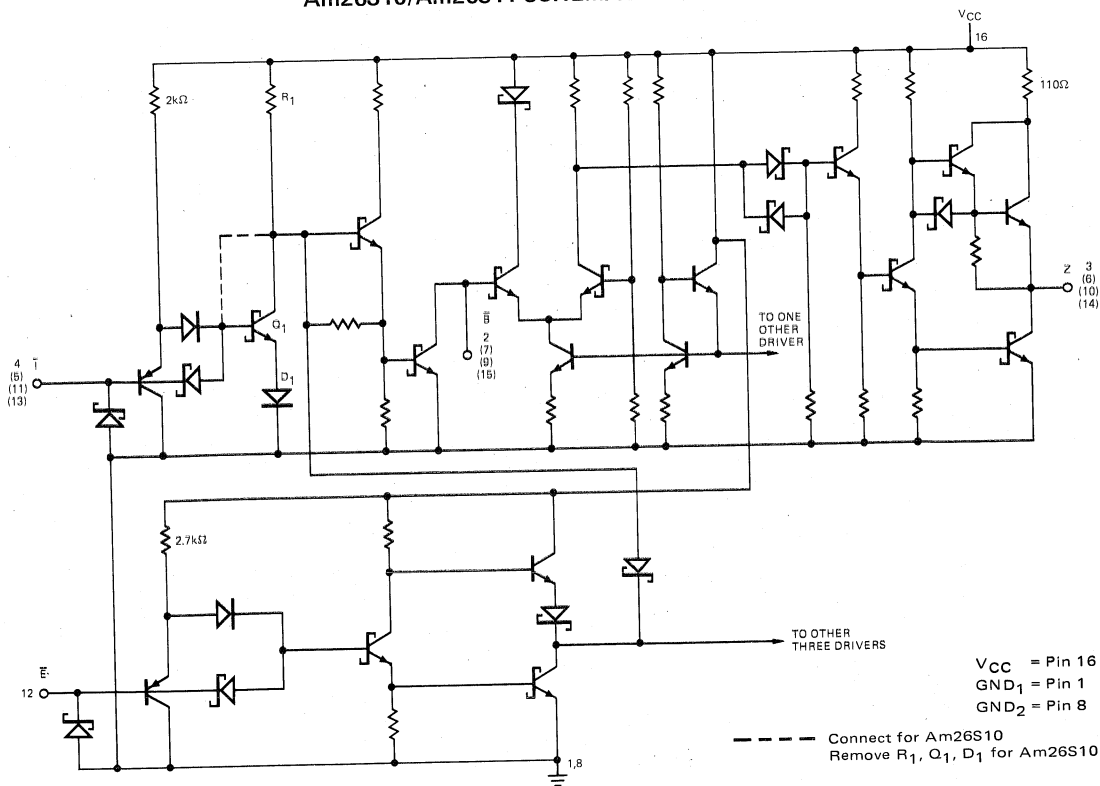 VCC
16
2kΩ
R1
110Ω
Z̄
3
(6)
(10)
(14)
Q1
B̄
2
(7)
(9)
(15)
TO ONE
OTHER
DRIVER
4
(5)
(11)
(13)
Ī
D1
2.7kΩ
TO OTHER
THREE DRIVERS
Ē
12
1,8
VCC = Pin 16
GND1 = Pin 1
GND2 = Pin 8
Connect for Am26S10
Remove R1, Q1, D1 for Am26S10